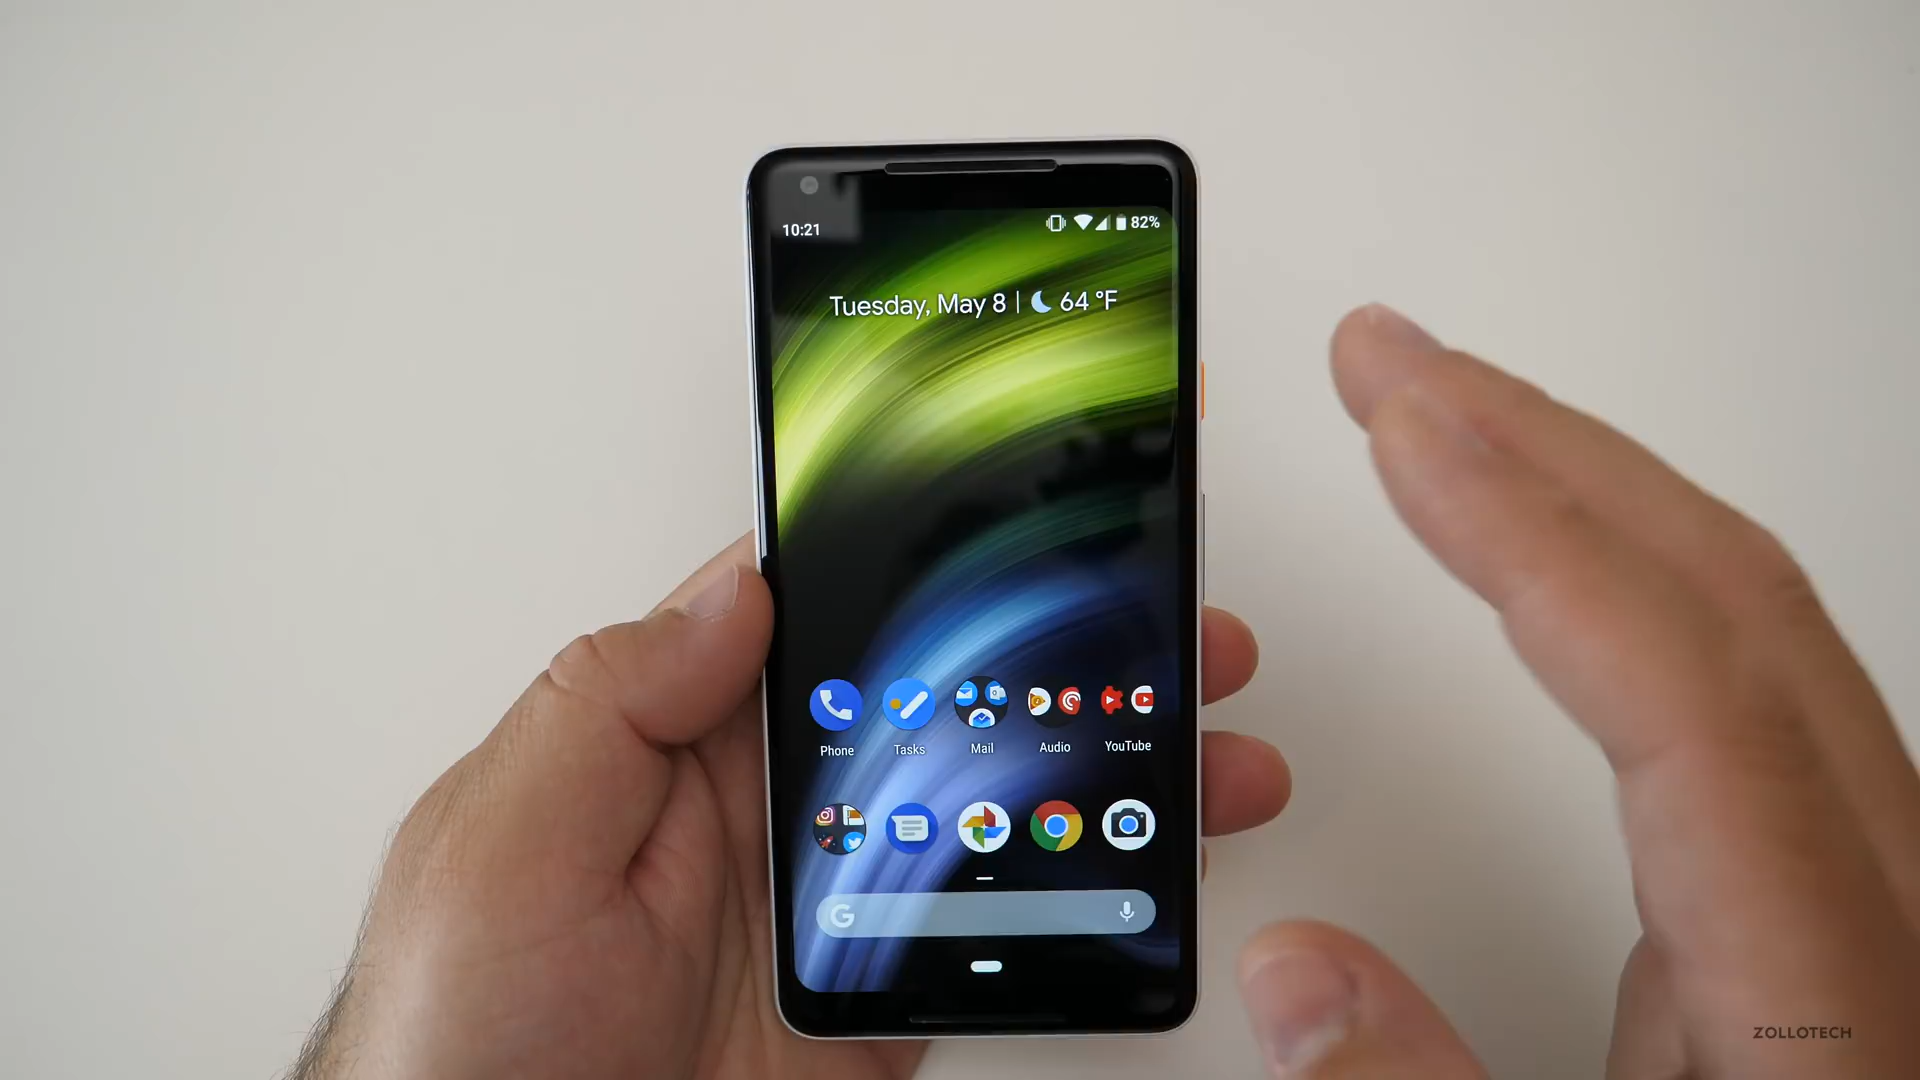 10:21
82%
Tuesday, May 8 | 64 °F
Phone
Tasks
Mail
Audio
YouTube
G
ZOLLOTECH